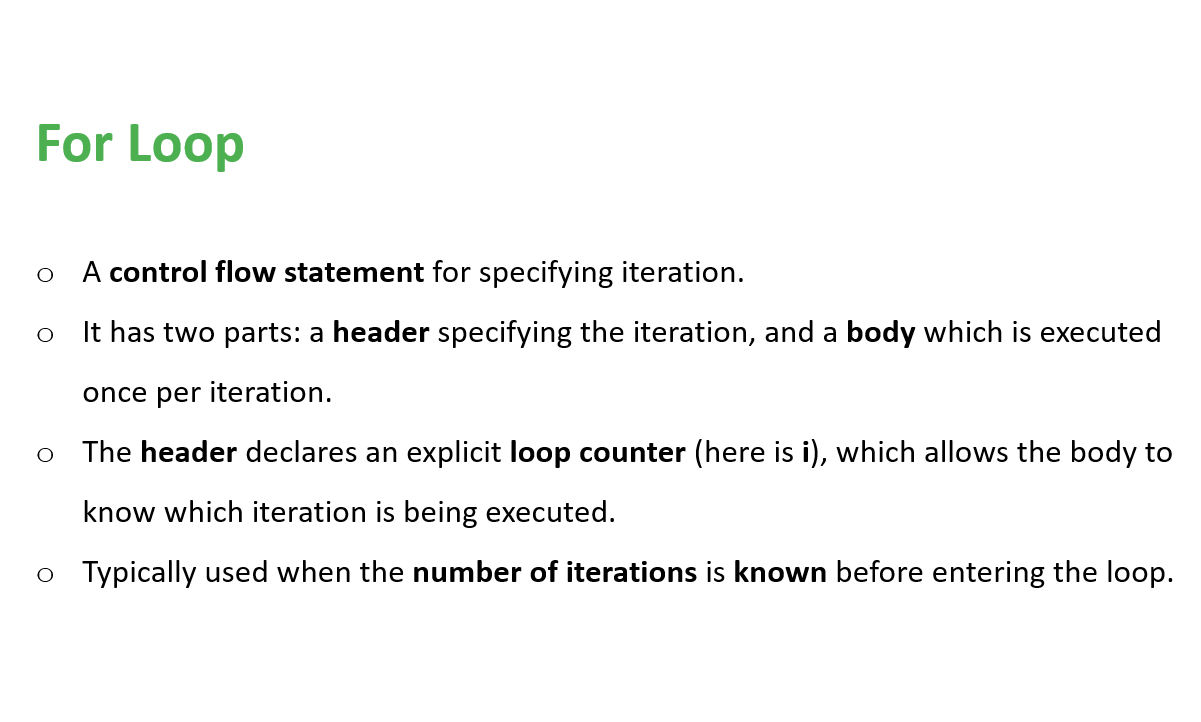 For Loop
○ A control flow statement for specifying iteration.
○ It has two parts: a header specifying the iteration, and a body which is executed
once per iteration.
○ The header declares an explicit loop counter (here is i), which allows the body to
know which iteration is being executed.
○ Typically used when the number of iterations is known before entering the loop.